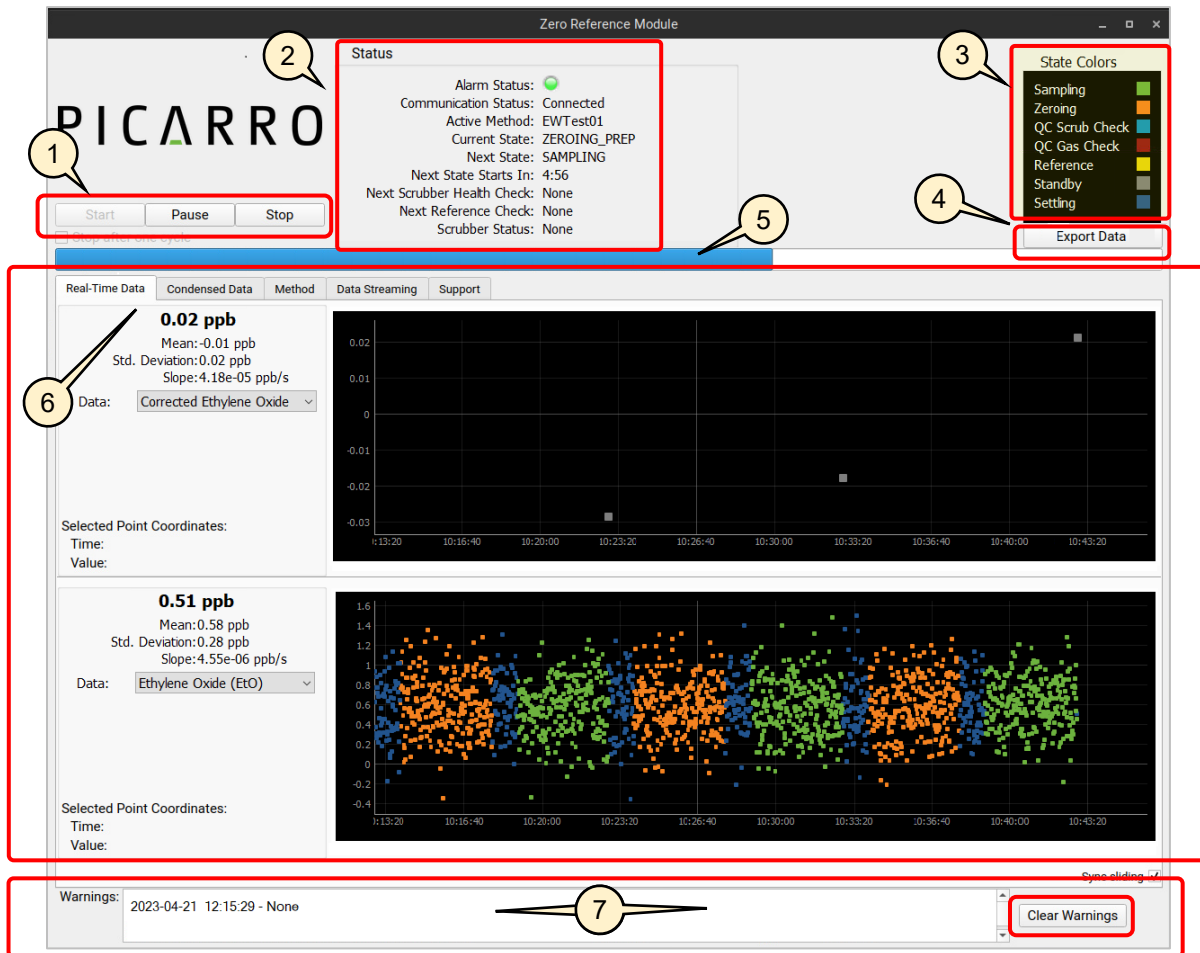 Zero Reference Module
2
3
Status
State Colors
Alarm Status:
Communication Status: Connected
Active Method: EWTest01
Current State: ZEROING_PREP
Next State: SAMPLING
Next State Starts In: 4:56
Next Scrubber Health Check: None
Next Reference Check: None
Scrubber Status: None
Sampling
Zeroing
QC Scrub Check
QC Gas Check
Reference
Standby
Settling
PICARRO
1
4
5
Start
Pause
Stop
Stop after one cycle
Export Data
Real-Time Data
Condensed Data
Method
Data Streaming
Support
0.02 ppb
Mean:-0.01 ppb
Std. Deviation:0.02 ppb
Slope:4.18e-05 ppb/s
6
Data: Corrected Ethylene Oxide
Selected Point Coordinates:
Time:
Value:
0.02
0.01
0
-0.01
-0.02
-0.03
:13:20 10:16:40 10:20:00 10:23:20 10:26:40 10:30:00 10:33:20 10:36:40 10:40:00 10:43:20
0.51 ppb
Mean:0.58 ppb
Std. Deviation:0.28 ppb
Slope:4.55e-06 ppb/s
Data: Ethylene Oxide (EtO)
Selected Point Coordinates:
Time:
Value:
1.6
1.4
1.2
1
0.8
0.6
0.4
0.2
0
-0.2
-0.4
):13:20 10:16:40 10:20:00 10:23:20 10:26:40 10:30:00 10:33:20 10:36:40 10:40:00 10:43:20
Sync sliding
Warnings:
2023-04-21 12:15:29 - None
7
Clear Warnings